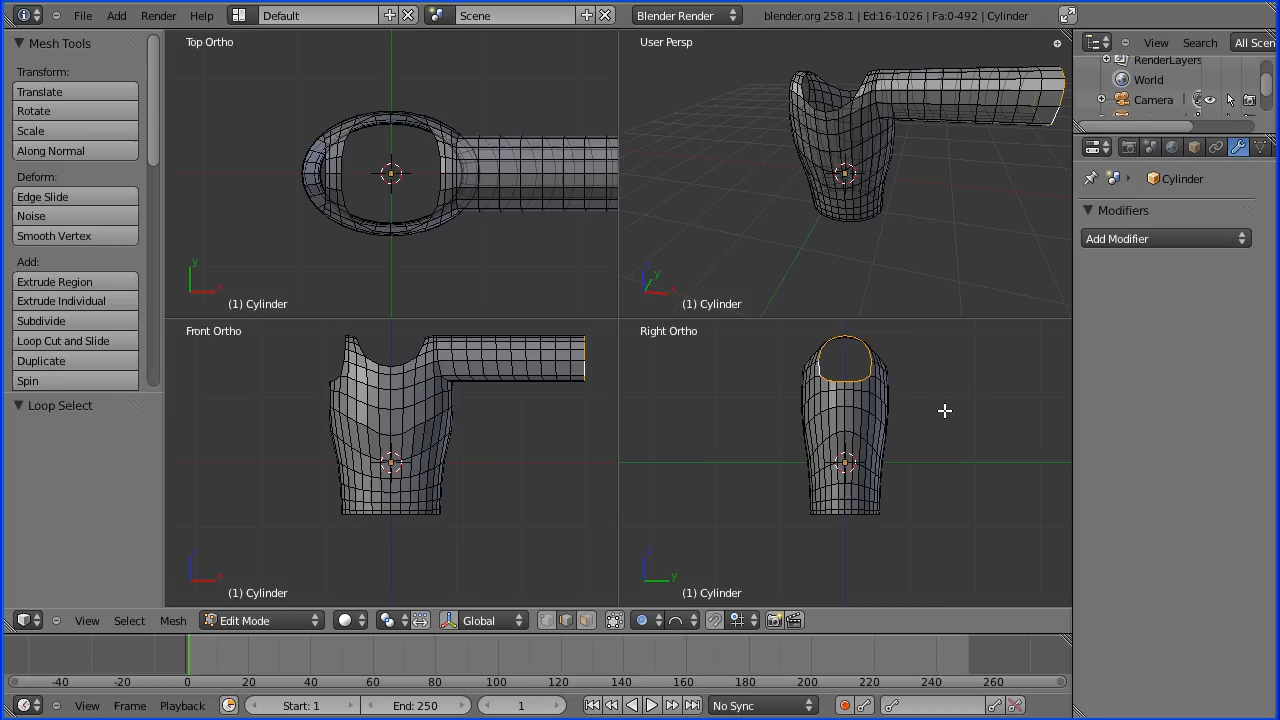 File Add Render Help Default Scene Blender Render blender.org 258.1 | Ed:16-1026 | Fa:0-492 | Cylinder
Mesh Tools
Transform:
Translate
Rotate
Scale
Along Normal
Deform:
Edge Slide
Noise
Smooth Vertex
Add:
Extrude Region
Extrude Individual
Subdivide
Loop Cut and Slide
Duplicate
Spin
Loop Select
Top Ortho
y
x
(1) Cylinder
User Persp
z
y
x
(1) Cylinder
Front Ortho
z
x
(1) Cylinder
Right Ortho
z
y
(1) Cylinder
View Search All Scen
RenderLayers
World
Camera
Cylinder
Modifiers
Add Modifier
View Select Mesh Edit Mode Global
-40 -20 0 20 40 60 80 100 120 140 160 180 200 220 240 260
View Frame Playback Start: 1 End: 250 1 No Sync